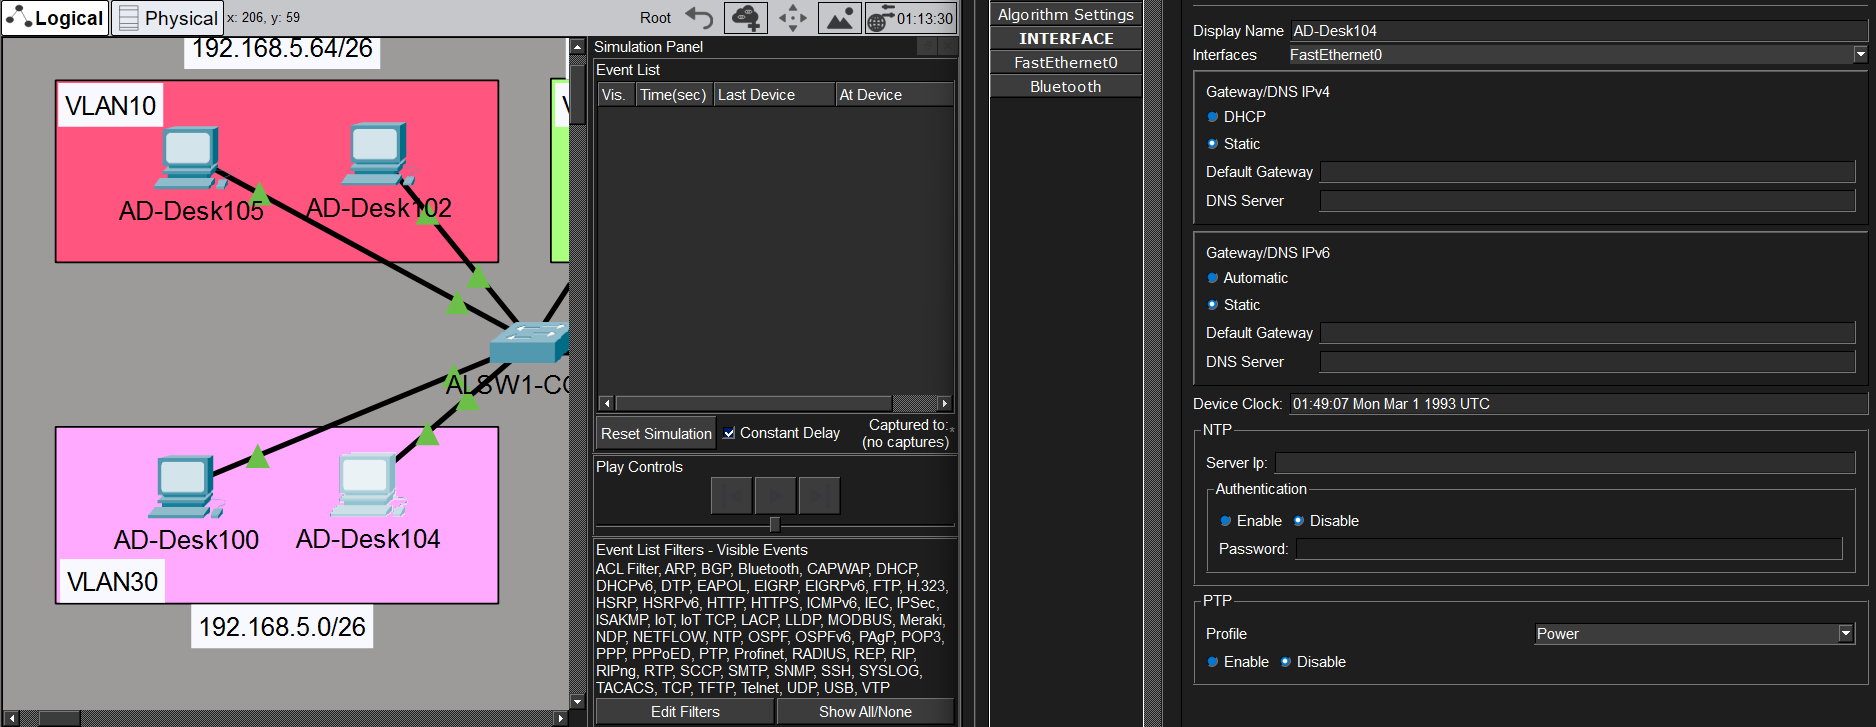 Logical
Physical
x: 206, y: 59
Root
01:13:30
192.168.5.64/26
VLAN10
AD-Desk105
AD-Desk102
ALSW1-CO
AD-Desk100
AD-Desk104
VLAN30
192.168.5.0/26
Simulation Panel
Event List
Vis. Time(sec) Last Device At Device
Reset Simulation
Constant Delay
Captured to:*
(no captures)
Play Controls
Event List Filters - Visible Events
ACL Filter, ARP, BGP, Bluetooth, CAPWAP, DHCP,
DHCPv6, DTP, EAPOL, EIGRP, EIGRPv6, FTP, H.323,
HSRP, HSRPv6, HTTP, HTTPS, ICMPv6, IEC, IPSec,
ISAKMP, IoT, IoT TCP, LACP, LLDP, MODBUS, Meraki,
NDP, NETFLOW, NTP, OSPF, OSPFv6, PAgP, POP3,
PPP, PPPoED, PTP, Profinet, RADIUS, REP, RIP,
RIPng, RTP, SCCP, SMTP, SNMP, SSH, SYSLOG,
TACACS, TCP, TFTP, Telnet, UDP, USB, VTP
Edit Filters
Show All/None
Algorithm Settings
INTERFACE
FastEthernet0
Bluetooth
Display Name AD-Desk104
Interfaces FastEthernet0
Gateway/DNS IPv4
DHCP
Static
Default Gateway
DNS Server
Gateway/DNS IPv6
Automatic
Static
Default Gateway
DNS Server
Device Clock: 01:49:07 Mon Mar 1 1993 UTC
NTP
Server Ip:
Authentication
Enable Disable
Password:
PTP
Profile Power
Enable Disable